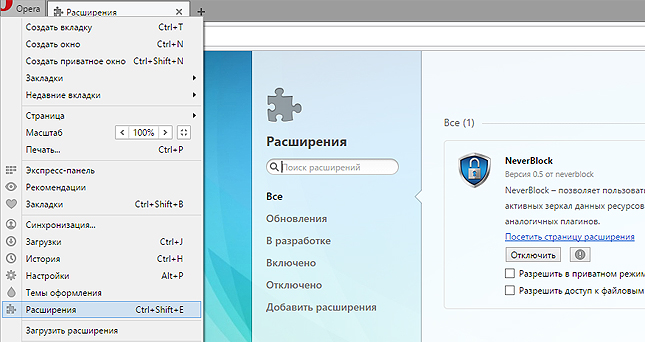 Opera
Расширения
Создать вкладку Ctrl+T
Создать окно Ctrl+N
Создать приватное окно Ctrl+Shift+N
Закладки
Недавние вкладки
Страница
Масштаб 100%
Печать... Ctrl+P
Экспресс-панель
Рекомендации
Закладки Ctrl+Shift+B
Синхронизация...
Загрузки Ctrl+J
История Ctrl+H
Настройки Alt+P
Темы оформления
Расширения Ctrl+Shift+E
Загрузить расширения
Расширения
Поиск расширений
Все
Обновления
В разработке
Включено
Отключено
Добавить расширения
Все (1)
NeverBlock
Версия 0.5 от neverblock
NeverBlock – позволяет пользоват
активных зеркал данных ресурсов
аналогичных плагинов.
Посетить страницу расширения
Отключить
Разрешить в приватном режим
Разрешить доступ к файловым